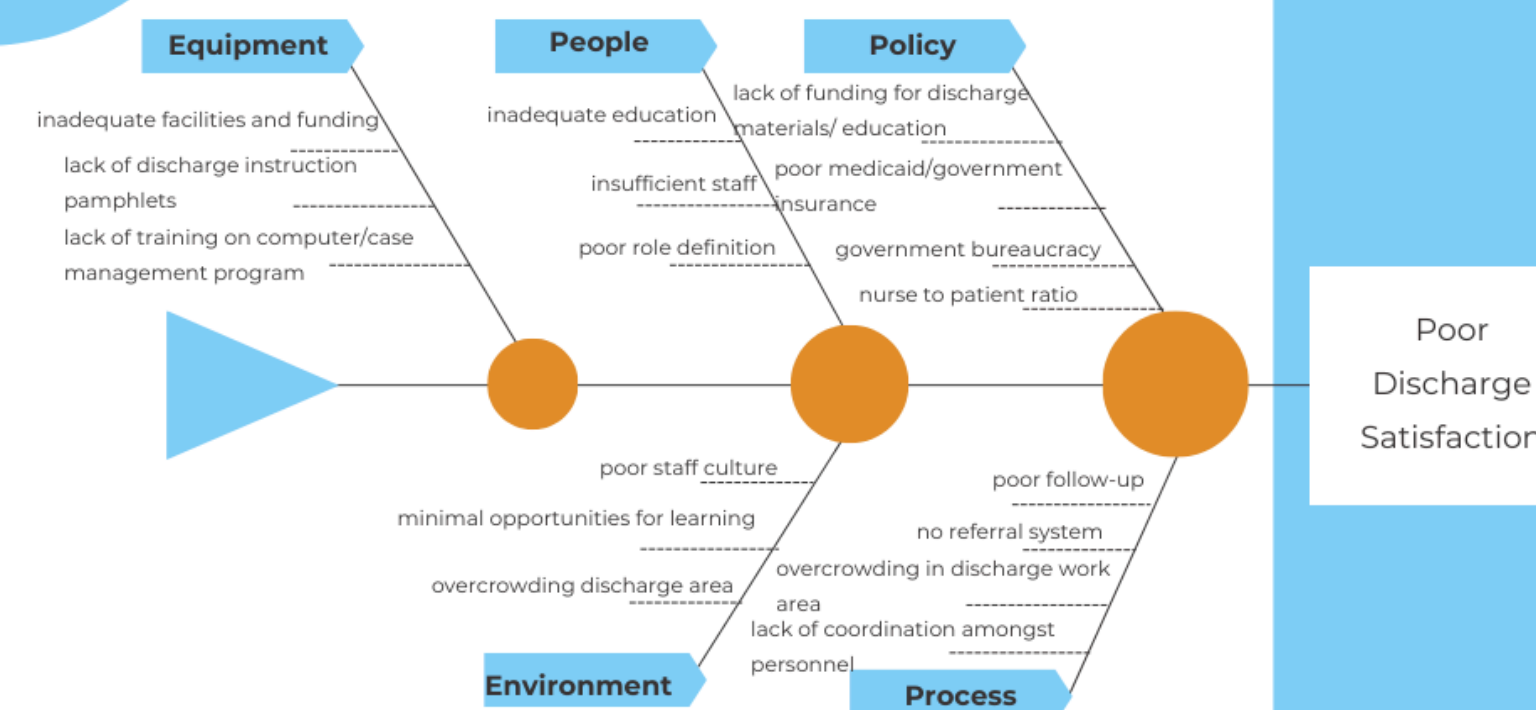 Equipment
People
Policy
inadequate facilities and funding
lack of discharge instruction
pamphlets
lack of training on computer/case
management program
inadequate education
insufficient staff
poor role definition
lack of funding for discharge
materials/ education
poor medicaid/government
insurance
government bureaucracy
nurse to patient ratio
Poor
Discharge
Satisfaction
poor staff culture
minimal opportunities for learning
overcrowding discharge area
Environment
poor follow-up
no referral system
overcrowding in discharge work
area
lack of coordination amongst
personnel
Process